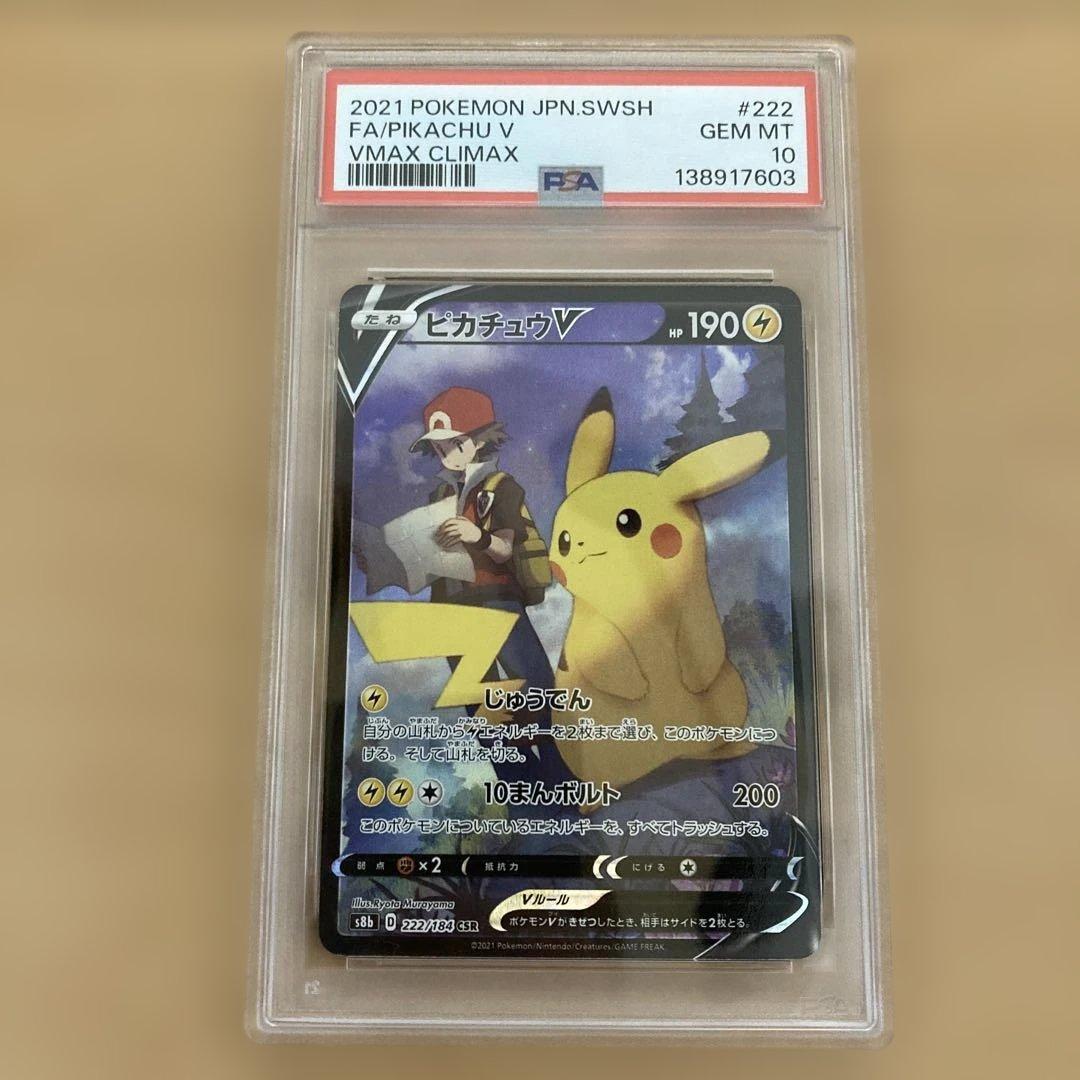 2021 POKEMON JPN.SWSH #222
FA/PIKACHU V GEM MT
VMAX CLIMAX 10
PSA 138917603
たね ピカチュウV HP 190
じゅうでん
自分の山札から エネルギーを2枚まで選び、このポケモンにつ
ける。そして山札を切る。
10まんボルト 200
このポケモンについているエネルギーを、すべてトラッシュする。
弱点 ×2 抵抗力 にげる
Illus.Ryota Murayama
Vルール
ポケモンVがきぜつしたとき、相手はサイドを2枚とる。
s8b D 222/184 CSR
©2021 Pokémon/Nintendo/Creatures/GAME FREAK.